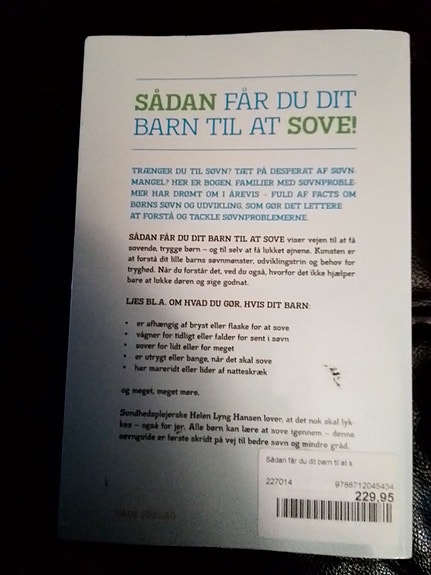 SÅDAN FÅR DU DIT
BARN TIL AT SOVE!
TRÆNGER DU TIL SØVN? TÆT PÅ DESPERAT AF SØVN-
MANGEL? HER ER BOGEN, FAMILIER MED SØVNPROBLE-
MER HAR DRØMT OM I ÅREVIS – FULD AF FACTS OM
BØRNS SØVN OG UDVIKLING, SOM GØR DET LETTERE
AT FORSTÅ OG TACKLE SØVNPROBLEMERNE.
SÅDAN FÅR DU DIT BARN TIL AT SOVE viser vejen til at få
sovende, trygge børn – og til selv at få lukket øjnene. Kunsten er
at forstå dit lille barns søvnmønster, udviklingstrin og behov for
tryghed. Når du forstår det, ved du også, hvorfor det ikke hjælper
bare at lukke døren og sige godnat.
LÆS BL.A. OM HVAD DU GØR, HVIS DIT BARN:
• er afhængig af bryst eller flaske for at sove
• vågner for tidligt eller falder for sent i søvn
• sover for lidt eller for meget
• er utrygt eller bange, når det skal sove
• har mareridt eller lider af natteskræk
og meget, meget mere.
Sundhedsplejerske Helen Lyng Hansen lover, at det nok skal lyk-
kes – også for jer. Alle børn kan lære at sove igennem – denne
søvnguide er første skridt på vej til bedre søvn og mindre gråd.
Sådan får du dit børn til at s
227014 9788712048434
229,95
GADS FORLAG